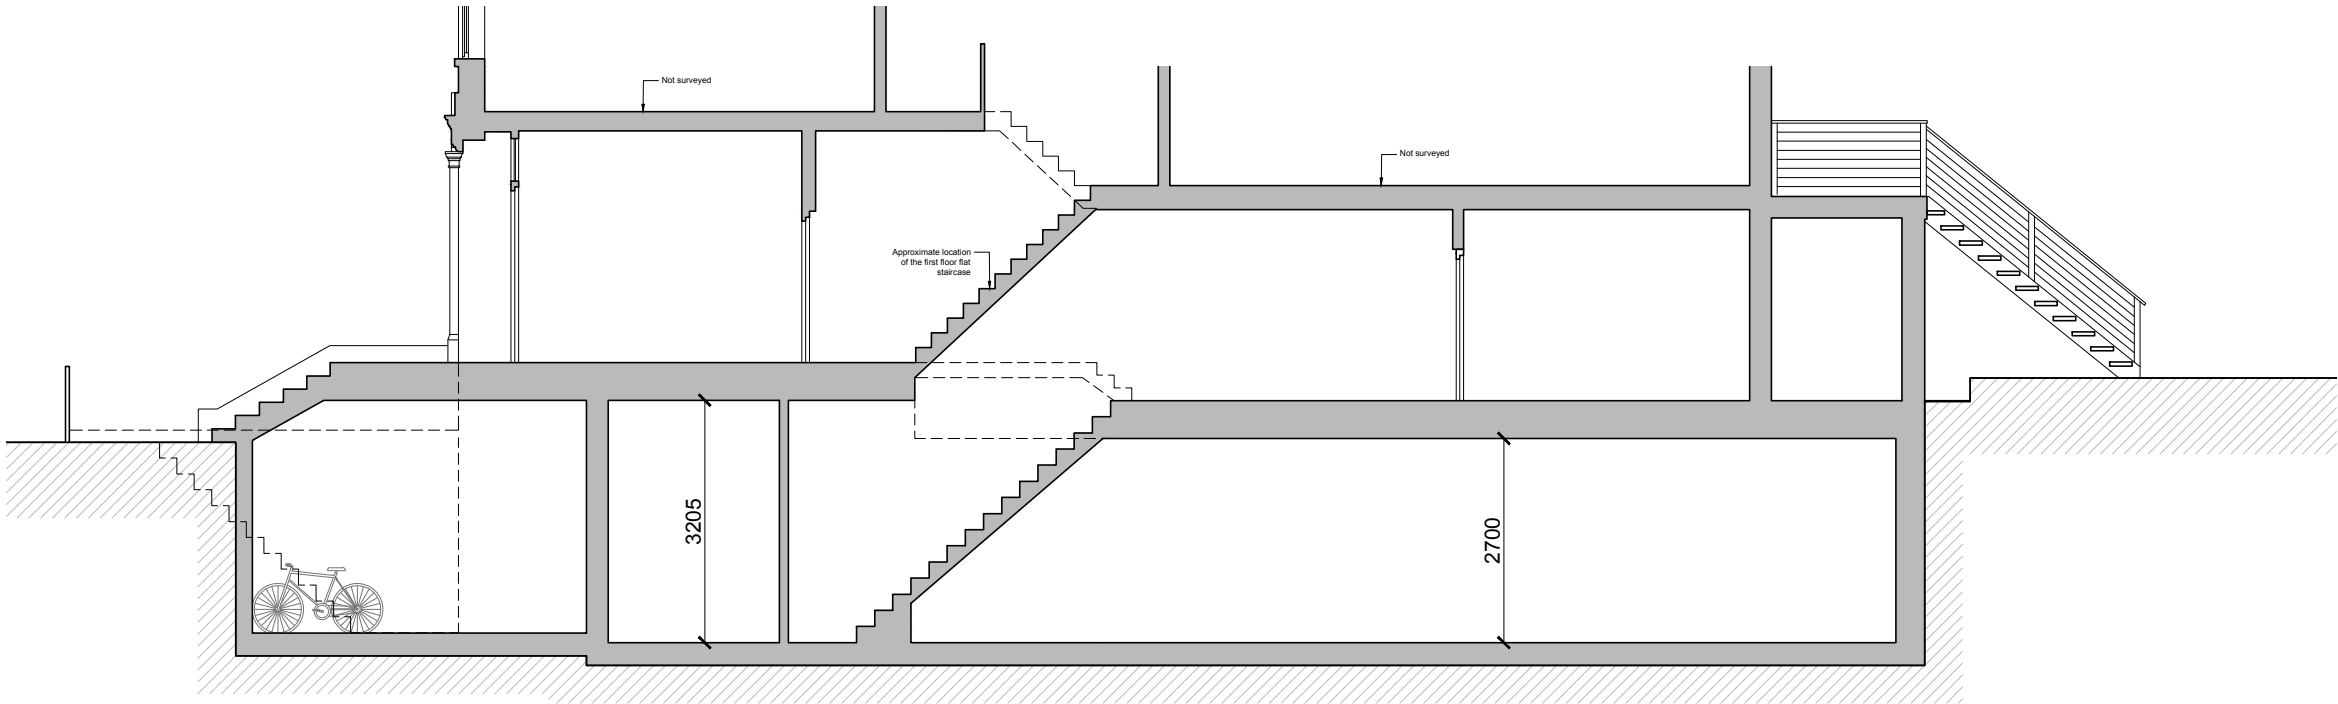 Not surveyed
Not surveyed
Approximate location
of the first floor flat
staircase
3205
2700